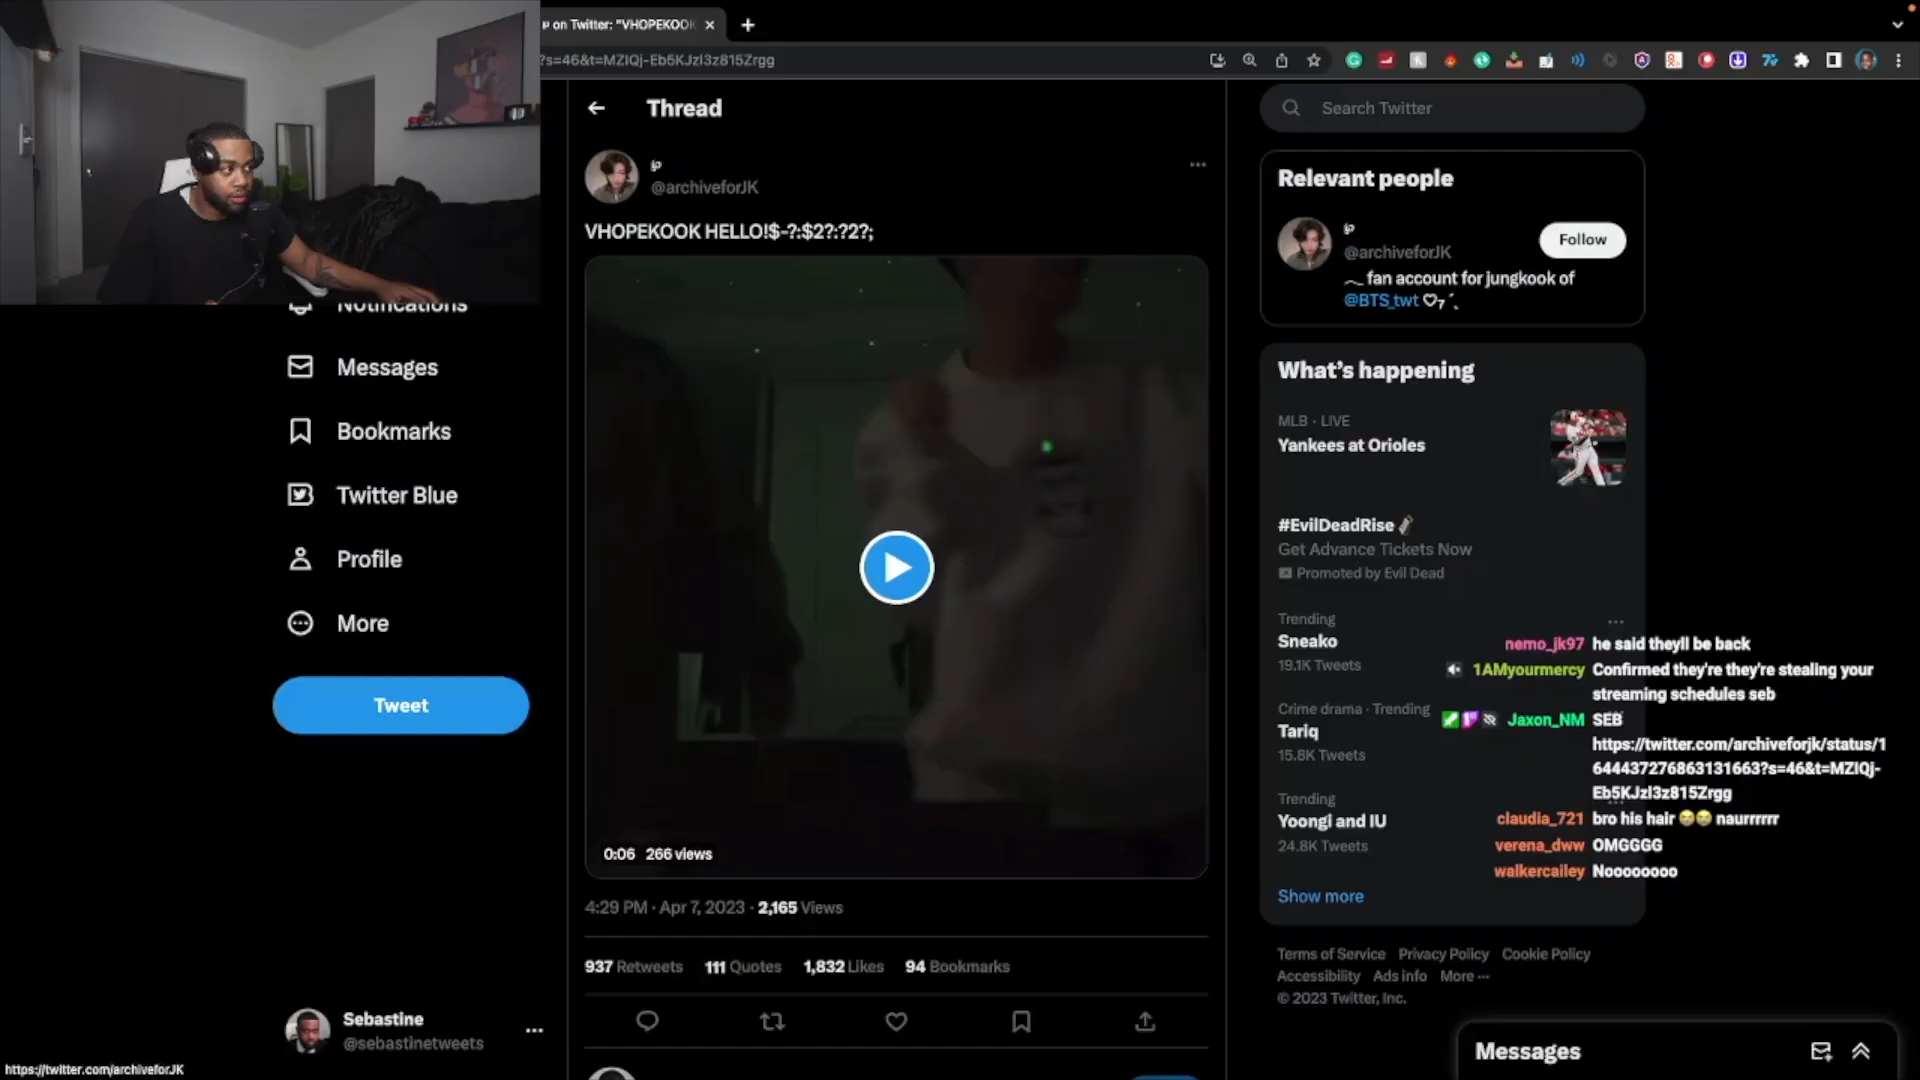 on Twitter: "VHOPEKOOK
?s=46&t=MZIQj-Eb5KJzl3z815Zrgg
Thread
Search Twitter
@archiveforJK
VHOPEKOOK HELLO!$-?:$2?:?2?;
0:06 266 views
4:29 PM · Apr 7, 2023 · 2,165 Views
937 Retweets 111 Quotes 1,832 Likes 94 Bookmarks
Notifications
Messages
Bookmarks
Twitter Blue
Profile
More
Tweet
Sebastine
@sebastinetweets
https://twitter.com/archiveforJK
Relevant people
@archiveforJK
Follow
fan account for jungkook of
@BTS_twt ♡7
What's happening
MLB · LIVE
Yankees at Orioles
#EvilDeadRise
Get Advance Tickets Now
Promoted by Evil Dead
Trending
Sneako
19.1K Tweets
Crime drama · Trending
Tariq
15.8K Tweets
Trending
Yoongi and IU
24.8K Tweets
Show more
nemo_jk97 he said theyll be back
1AMyourmercy Confirmed they're they're stealing your
streaming schedules seb
Jaxon_NM SEB
https://twitter.com/archiveforjk/status/1
644437276863131663?s=46&t=MZIQj-
Eb5KJzl3z815Zrgg
claudia_721 bro his hair 😭😭 naurrrrrr
verena_dww OMGGGG
walkercailey Noooooooo
Terms of Service Privacy Policy Cookie Policy
Accessibility Ads info More ···
© 2023 Twitter, Inc.
Messages